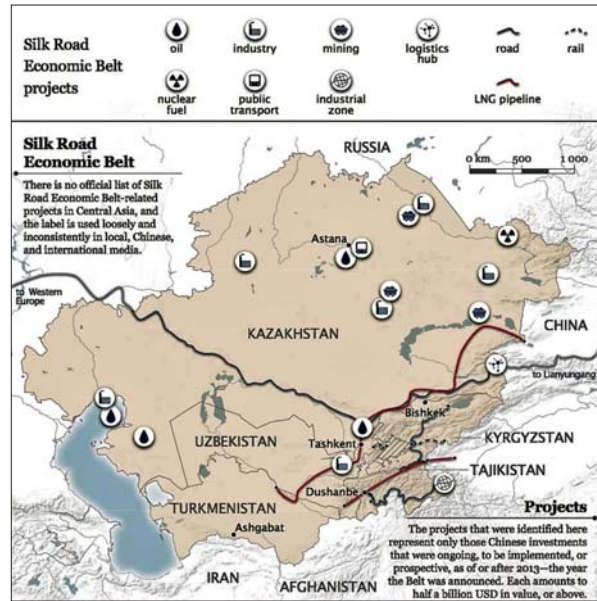 Silk Road
Economic Belt
projects
oil
industry
mining
logistics
hub
road
rail
nuclear
fuel
public
transport
industrial
zone
LNG pipeline
Silk Road
Economic Belt
There is no official list of Silk
Road Economic Belt-related
projects in Central Asia, and
the label is used loosely and
inconsistently in local, Chinese,
and international media.
RUSSIA
0 km 500 1 000
Astana
to Western
Europe
KAZAKHSTAN
CHINA
to Lianyungang
Bishkek
UZBEKISTAN
Tashkent
KYRGYZSTAN
TAJIKISTAN
Dushanbe
TURKMENISTAN
Ashgabat
IRAN
AFGHANISTAN
Projects
The projects that were identified here
represent only those Chinese investments
that were ongoing, to be implemented, or
prospective, as of or after 2013—the year
the Belt was announced. Each amounts to
half a billion USD in value, or above.